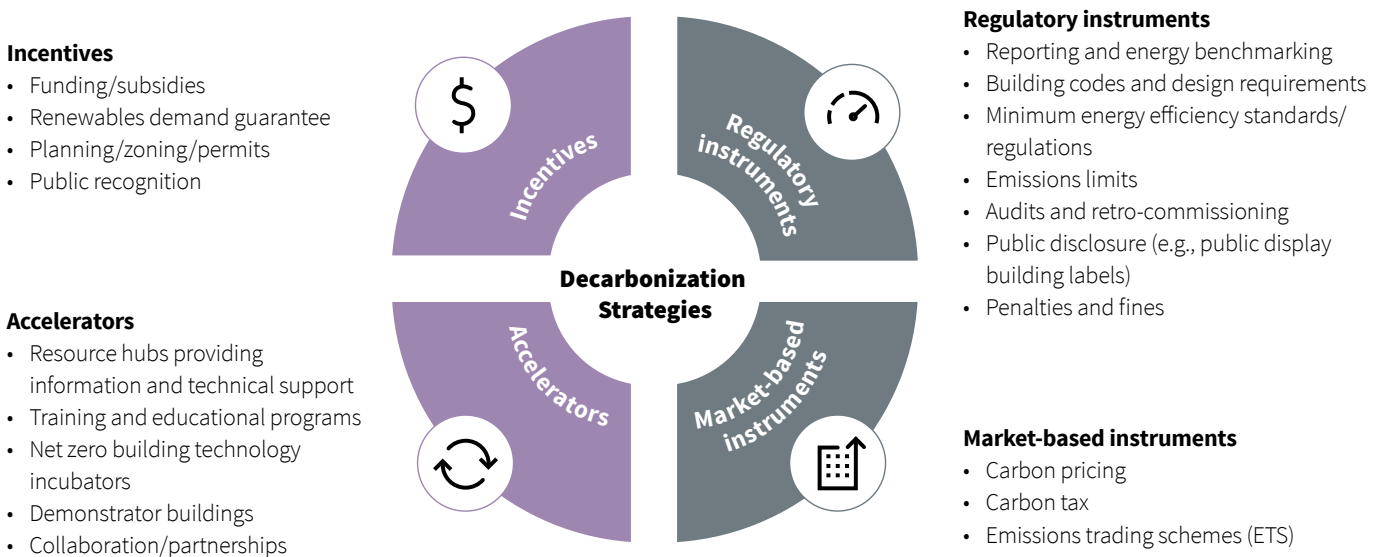 Incentives
• Funding/subsidies
• Renewables demand guarantee
• Planning/zoning/permits
• Public recognition
Accelerators
• Resource hubs providing
information and technical support
• Training and educational programs
• Net zero building technology
incubators
• Demonstrator buildings
• Collaboration/partnerships
$
Incentives
Regulatory
instruments
Decarbonization
Strategies
Accelerators
Market-based
instruments
Regulatory instruments
• Reporting and energy benchmarking
• Building codes and design requirements
• Minimum energy efficiency standards/
regulations
• Emissions limits
• Audits and retro-commissioning
• Public disclosure (e.g., public display
building labels)
• Penalties and fines
Market-based instruments
• Carbon pricing
• Carbon tax
• Emissions trading schemes (ETS)